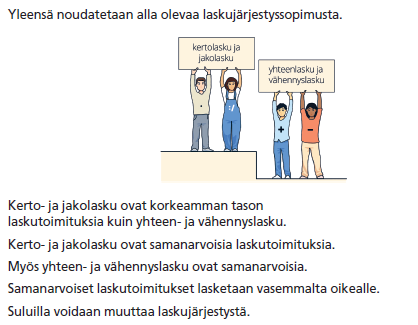 Yleensä noudatetaan alla olevaa laskujärjestyssopimusta.
kertolasku ja
jakolasku
yhteenlasku ja
vähennyslasku
·
:/
+
-
Kerto- ja jakolasku ovat korkeamman tason
laskutoimituksia kuin yhteen- ja vähennyslasku.
Kerto- ja jakolasku ovat samanarvoisia laskutoimituksia.
Myös yhteen- ja vähennyslasku ovat samanarvoisia.
Samanarvoiset laskutoimitukset lasketaan vasemmalta oikealle.
Suluilla voidaan muuttaa laskujärjestystä.